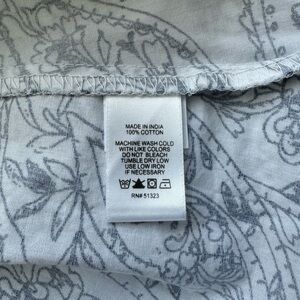 MADE IN INDIA
100% COTTON
MACHINE WASH COLD
WITH LIKE COLORS
DO NOT BLEACH
TUMBLE DRY LOW
USE LOW IRON
IF NECESSARY
RN# 51323